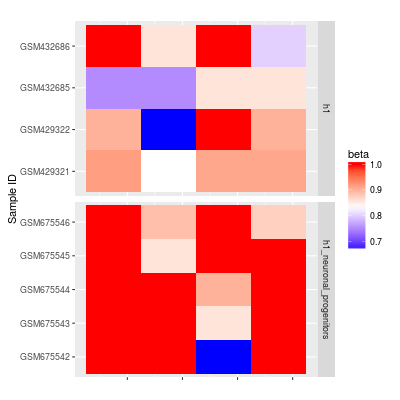 GSM432686
GSM432685
GSM429322
GSM429321
h1
GSM675546
GSM675545
GSM675544
GSM675543
GSM675542
h1_neuronal_progenitors
Sample ID
beta
1.0
0.9
0.8
0.7